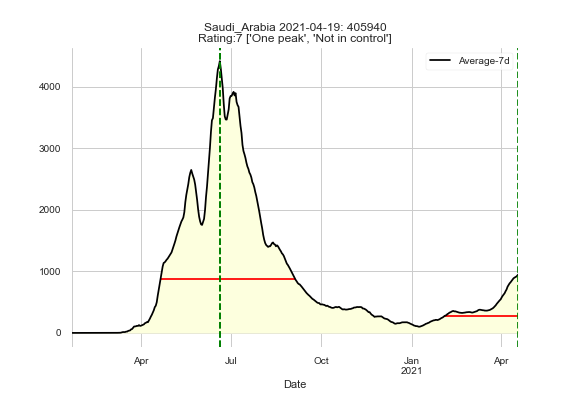 Saudi_Arabia 2021-04-19: 405940
Rating:7 ['One peak', 'Not in control']
Average-7d
4000
3000
2000
1000
0
Apr
Jul
Oct
Jan
2021
Apr
Date